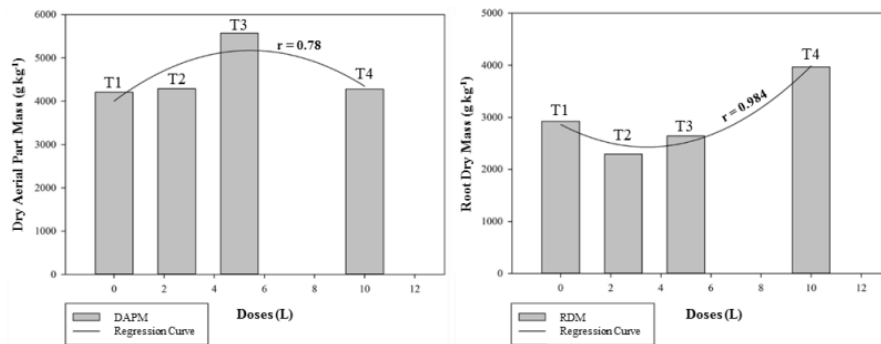 Dry Aerial Part Mass (g kg⁻¹)
6000
5000
4000
3000
2000
1000
0
T1
T2
T3
T4
r = 0.78
0 2 4 6 8 10 12
Doses (L)
DAPM
Regression Curve
Root Dry Mass (g kg⁻¹)
5000
4000
3000
2000
1000
0
T1
T2
T3
T4
r = 0.984
0 2 4 6 8 10 12
Doses (L)
RDM
Regression Curve